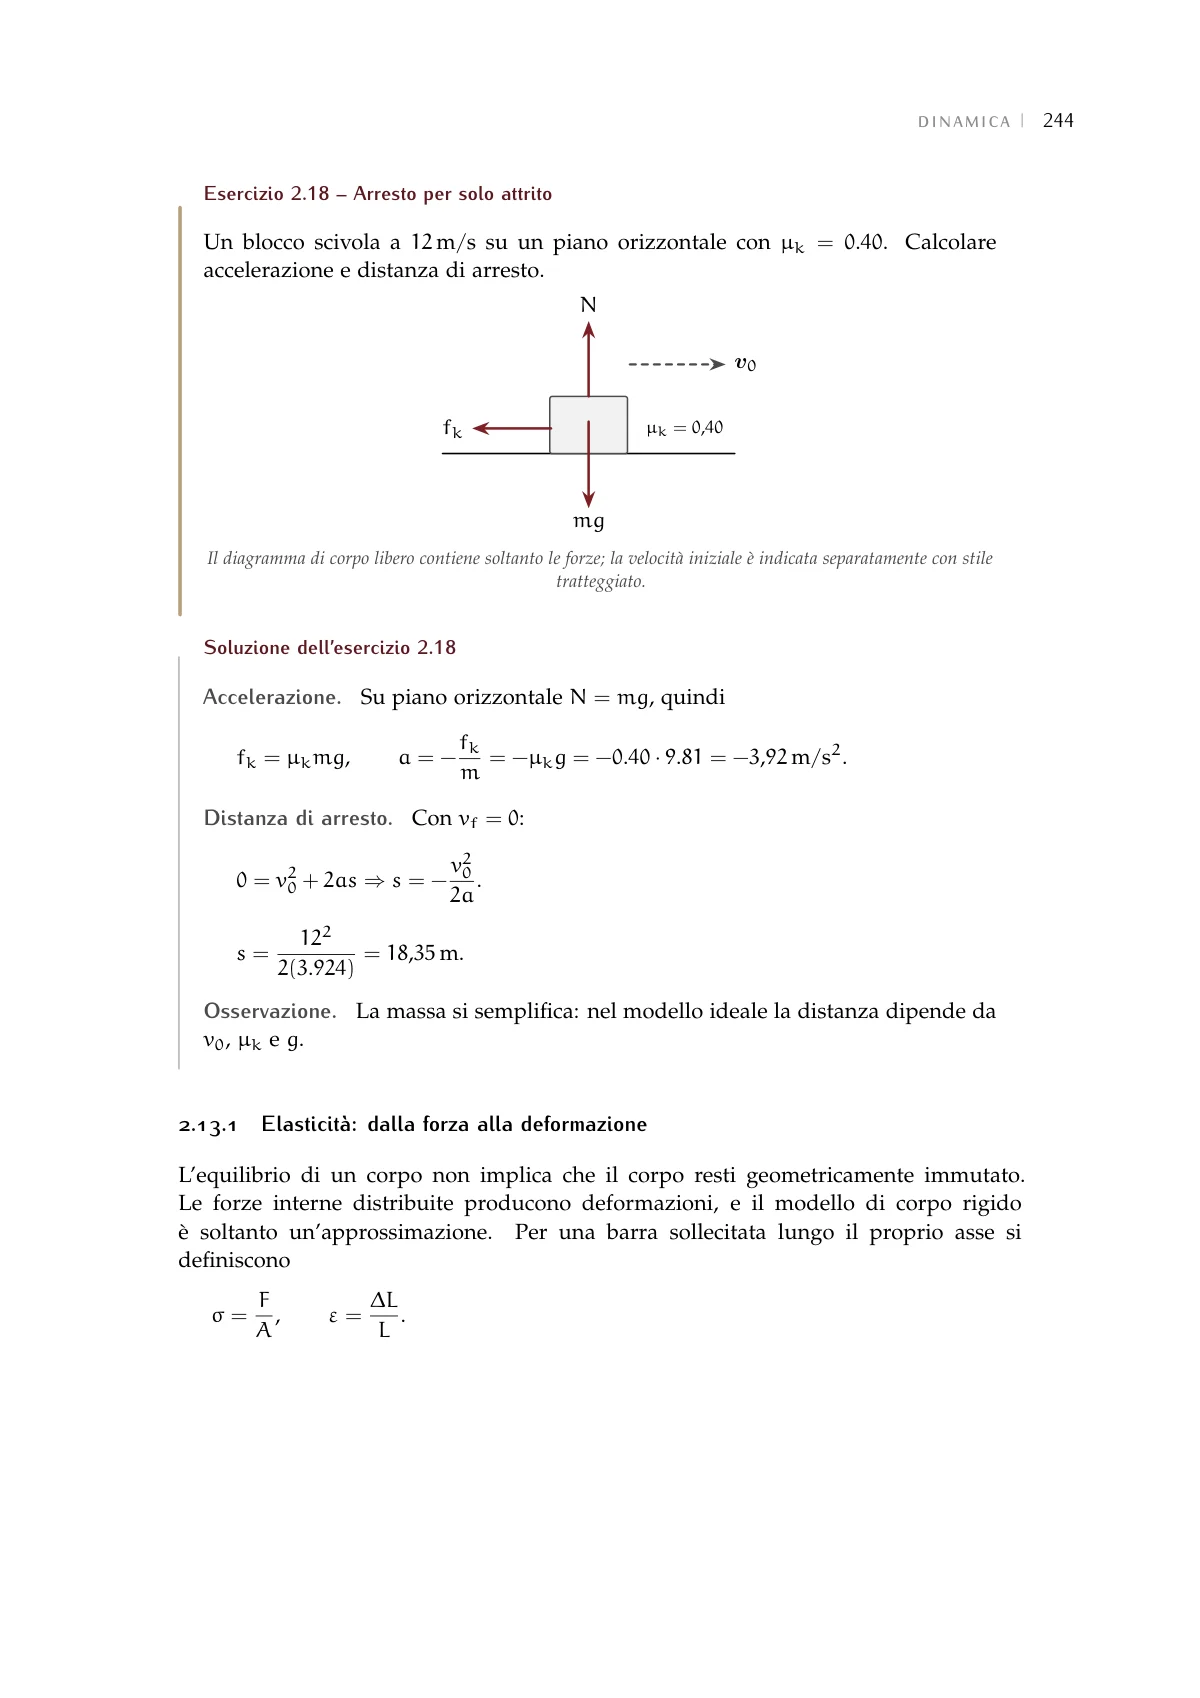 DINAMICA | 244
Esercizio 2.18 – Arresto per solo attrito
Un blocco scivola a 12 m/s su un piano orizzontale con μk = 0.40. Calcolare
accelerazione e distanza di arresto.
N
v0
fk
μk = 0,40
mg
Il diagramma di corpo libero contiene soltanto le forze; la velocità iniziale è indicata separatamente con stile
tratteggiato.
Soluzione dell’esercizio 2.18
Accelerazione. Su piano orizzontale N = mg, quindi
fk = μk mg, a = −fk/m = −μk g = −0.40 · 9.81 = −3,92 m/s².
Distanza di arresto. Con vf = 0:
0 = v0² + 2as ⇒ s = −v0²/2a.
s = 12²/2(3.924) = 18,35 m.
Osservazione. La massa si semplifica: nel modello ideale la distanza dipende da
v0, μk e g.
2.13.1 Elasticità: dalla forza alla deformazione
L’equilibrio di un corpo non implica che il corpo resti geometricamente immutato.
Le forze interne distribuite producono deformazioni, e il modello di corpo rigido
è soltanto un’approssimazione. Per una barra sollecitata lungo il proprio asse si
definiscono
σ = F/A, ε = ΔL/L.